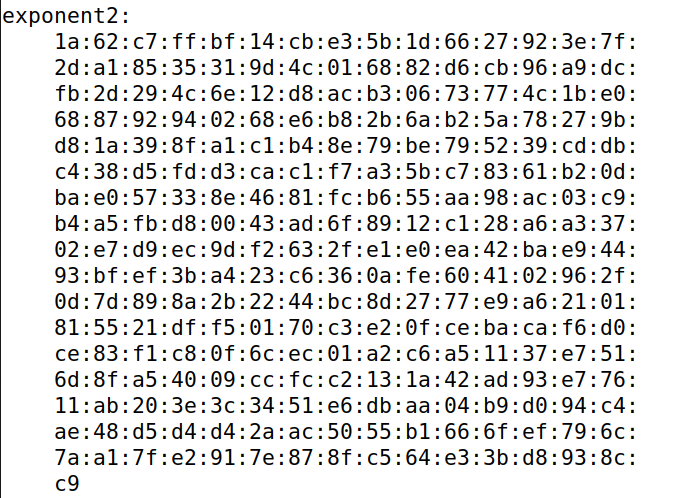 exponent2:
1a:62:c7:ff:bf:14:cb:e3:5b:1d:66:27:92:3e:7f:
2d:a1:85:35:31:9d:4c:01:68:82:d6:cb:96:a9:dc:
fb:2d:29:4c:6e:12:d8:ac:b3:06:73:77:4c:1b:e0:
68:87:92:94:02:68:e6:b8:2b:6a:b2:5a:78:27:9b:
d8:1a:39:8f:a1:c1:b4:8e:79:be:79:52:39:cd:db:
c4:38:d5:fd:d3:ca:c1:f7:a3:5b:c7:83:61:b2:0d:
ba:e0:57:33:8e:46:81:fc:b6:55:aa:98:ac:03:c9:
b4:a5:fb:d8:00:43:ad:6f:89:12:c1:28:a6:a3:37:
02:e7:d9:ec:9d:f2:63:2f:e1:e0:ea:42:ba:e9:44:
93:bf:ef:3b:a4:23:c6:36:0a:fe:60:41:02:96:2f:
0d:7d:89:8a:2b:22:44:bc:8d:27:77:e9:a6:21:01:
81:55:21:df:f5:01:70:c3:e2:0f:ce:ba:ca:f6:d0:
ce:83:f1:c8:0f:6c:ec:01:a2:c6:a5:11:37:e7:51:
6d:8f:a5:40:09:cc:fc:c2:13:1a:42:ad:93:e7:76:
11:ab:20:3e:3c:34:51:e6:db:aa:04:b9:d0:94:c4:
ae:48:d5:d4:d4:2a:ac:50:55:b1:66:6f:ef:79:6c:
7a:a1:7f:e2:91:7e:87:8f:c5:64:e3:3b:d8:93:8c:
c9